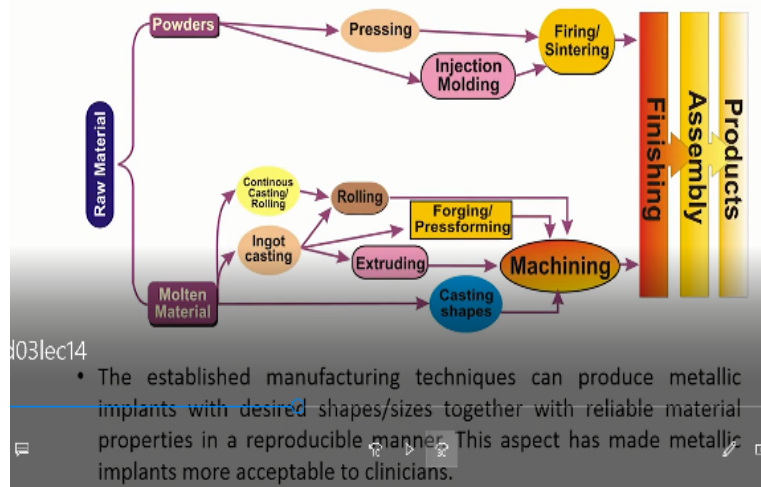 Powders
Pressing
Firing/
Sintering
Injection
Molding
Raw Material
Continous
Casting/
Rolling
Rolling
Forging/
Pressforming
Ingot
casting
Extruding
Machining
Molten
Material
Casting
shapes
Finishing
Assembly
Products
d03lec14
• The established manufacturing techniques can produce metallic
implants with desired shapes/sizes together with reliable material
properties in a reproducible manner. This aspect has made metallic
implants more acceptable to clinicians.